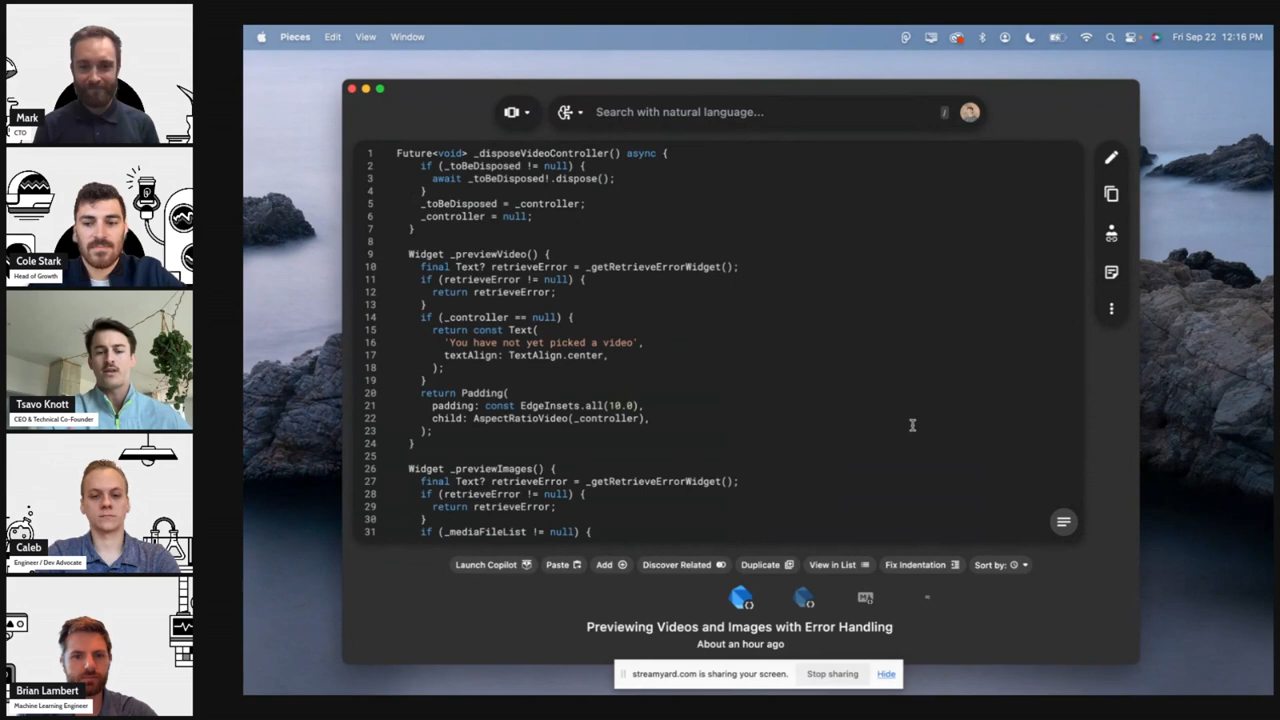 Mark
CTO
Cole Stark
Head of Growth
Tsavo Knott
CEO & Technical Co-Founder
Caleb
Engineer / Dev Advocate
Brian Lambert
Machine Learning Engineer
Pieces Edit View Window
Fri Sep 22 12:16 PM
Search with natural language... /
1 Future<void> _disposeVideoController() async {
2 if (_toBeDisposed != null) {
3 await _toBeDisposed!.dispose();
4 }
5 _toBeDisposed = _controller;
6 _controller = null;
7 }
8
9 Widget _previewVideo() {
10 final Text? retrieveError = _getRetrieveErrorWidget();
11 if (retrieveError != null) {
12 return retrieveError;
13 }
14 if (_controller == null) {
15 return const Text(
16 'You have not yet picked a video',
17 textAlign: TextAlign.center,
18 );
19 }
20 return Padding(
21 padding: const EdgeInsets.all(10.0),
22 child: AspectRatioVideo(_controller),
23 );
24 }
25
26 Widget _previewImages() {
27 final Text? retrieveError = _getRetrieveErrorWidget();
28 if (retrieveError != null) {
29 return retrieveError;
30 }
31 if (_mediaFileList != null) {
Launch Copilot Paste Add Discover Related Duplicate View in List Fix Indentation Sort by:
Previewing Videos and Images with Error Handling
About an hour ago
streamyard.com is sharing your screen. Stop sharing Hide